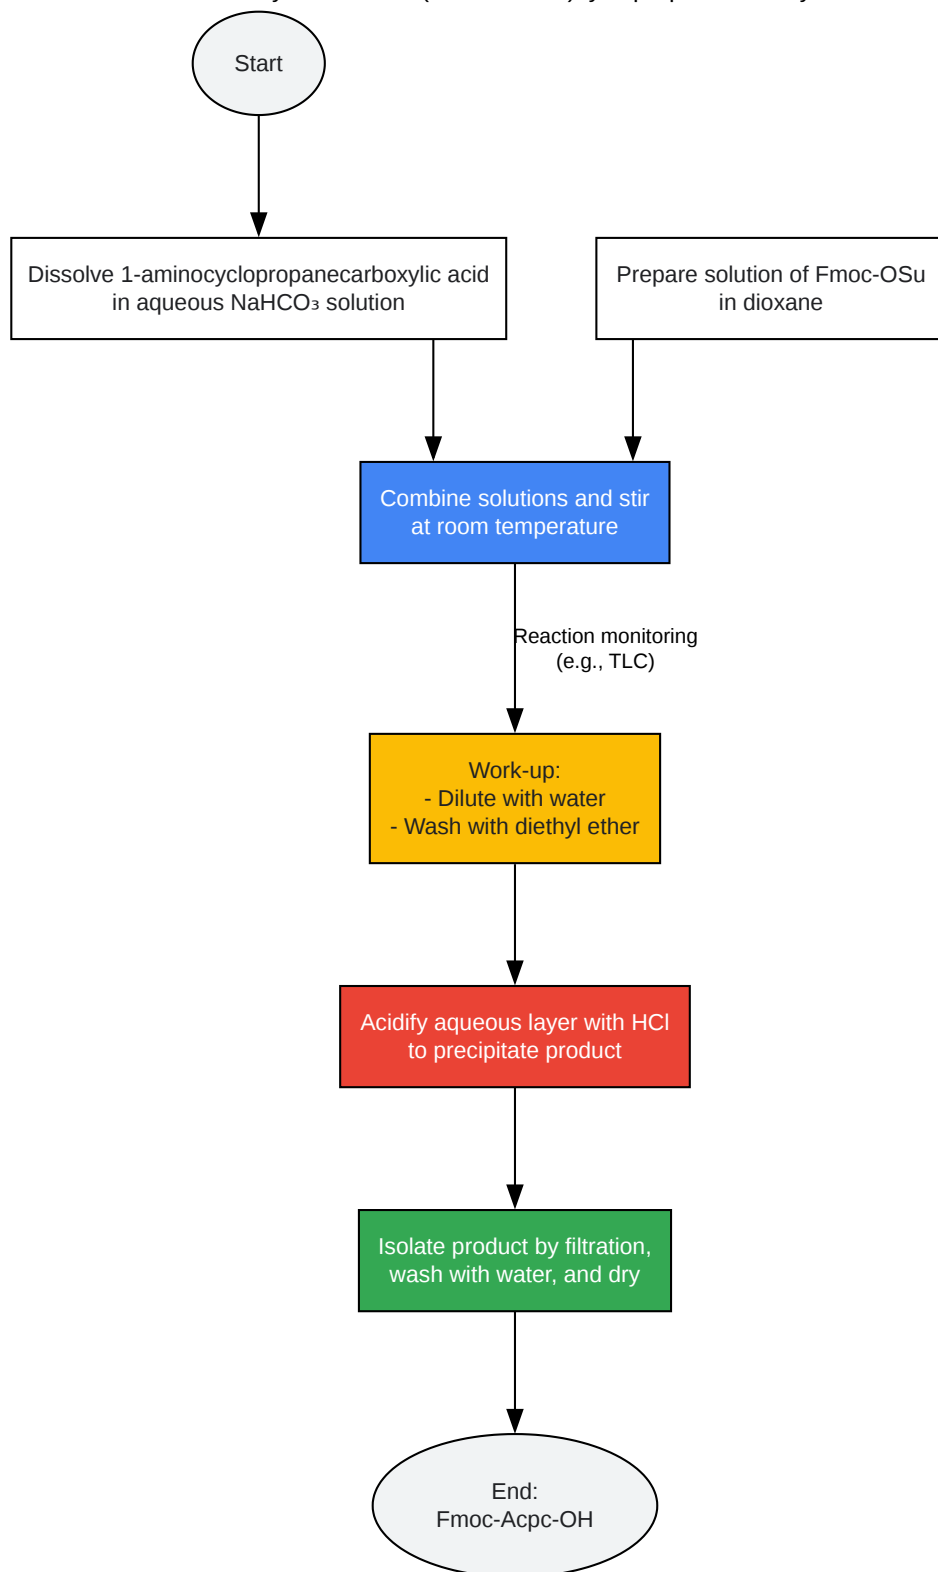 Start
Dissolve 1-aminocyclopropanecarboxylic acid
in aqueous NaHCO₃ solution
Prepare solution of Fmoc-OSu
in dioxane
Combine solutions and stir
at room temperature
Reaction monitoring
(e.g., TLC)
Work-up:
- Dilute with water
- Wash with diethyl ether
Acidify aqueous layer with HCl
to precipitate product
Isolate product by filtration,
wash with water, and dry
End:
Fmoc-Acpc-OH